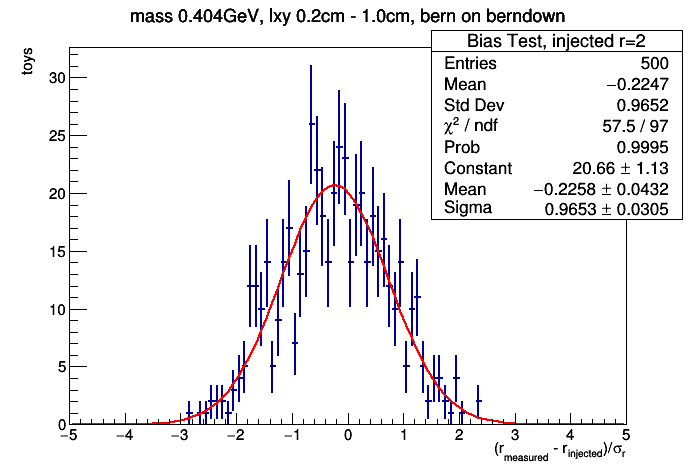 mass 0.404GeV, lxy 0.2cm - 1.0cm, bern on berndown
Bias Test, injected r=2
Entries 500
Mean −0.2247
Std Dev 0.9652
χ² / ndf 57.5 / 97
Prob 0.9995
Constant 20.66 ± 1.13
Mean −0.2258 ± 0.0432
Sigma 0.9653 ± 0.0305
toys
30
25
20
15
10
5
0
−5 −4 −3 −2 −1 0 1 2 3 4 5
(r_measured - r_injected)/σ_r